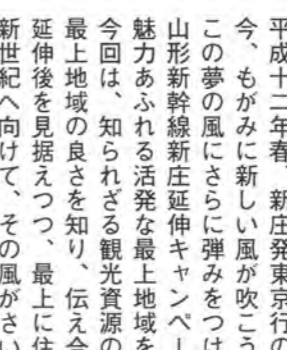 平成十二年春、新庄発東京行の
今、もがみに新しい風が吹こう
この夢の風にさらに弾みをつけ
山形新幹線新庄延伸キャンペー
魅力あふれる活発な最上地域を
今回は、知られざる観光資源の
最上地域の良さを知り、伝え合
延伸後を見据えつつ、最上に住
新世紀へ向けて、その風がさい